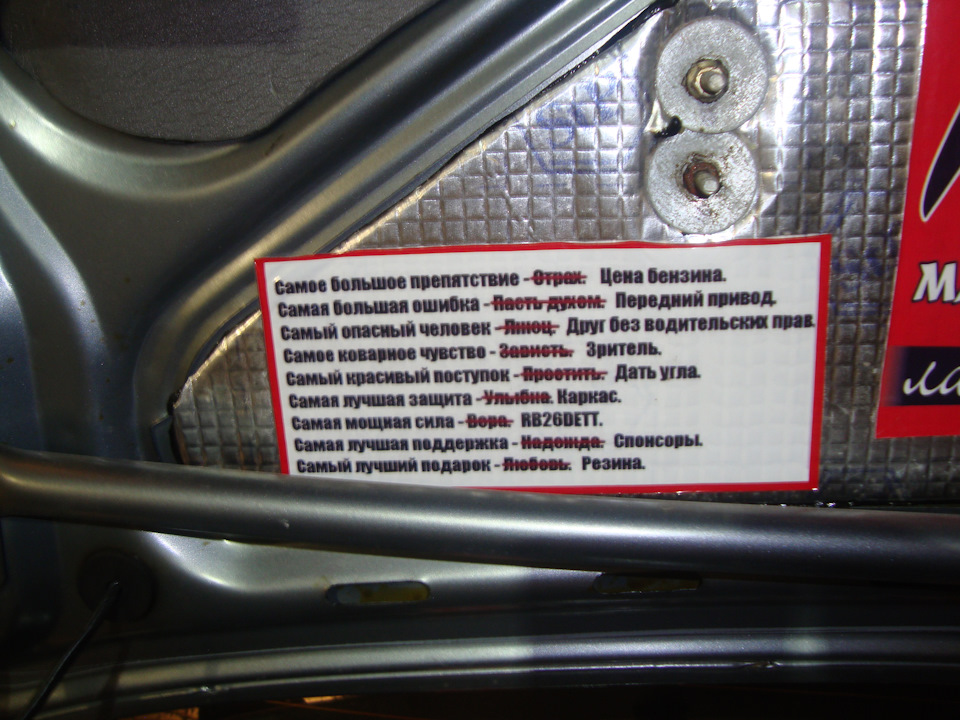 Самое большое препятствие - Страх. Цена бензина.
Самая большая ошибка - Пасть духом. Передний привод.
Самый опасный человек - Лжец. Друг без водительских прав.
Самое коварное чувство - Зависть. Зритель.
Самый красивый поступок - Простить. Дать угла.
Самая лучшая защита - Улыбка. Каркас.
Самая мощная сила - Вера. RB26DETT.
Самая лучшая поддержка - Надежда. Спонсоры.
Самый лучший подарок - Любовь. Резина.